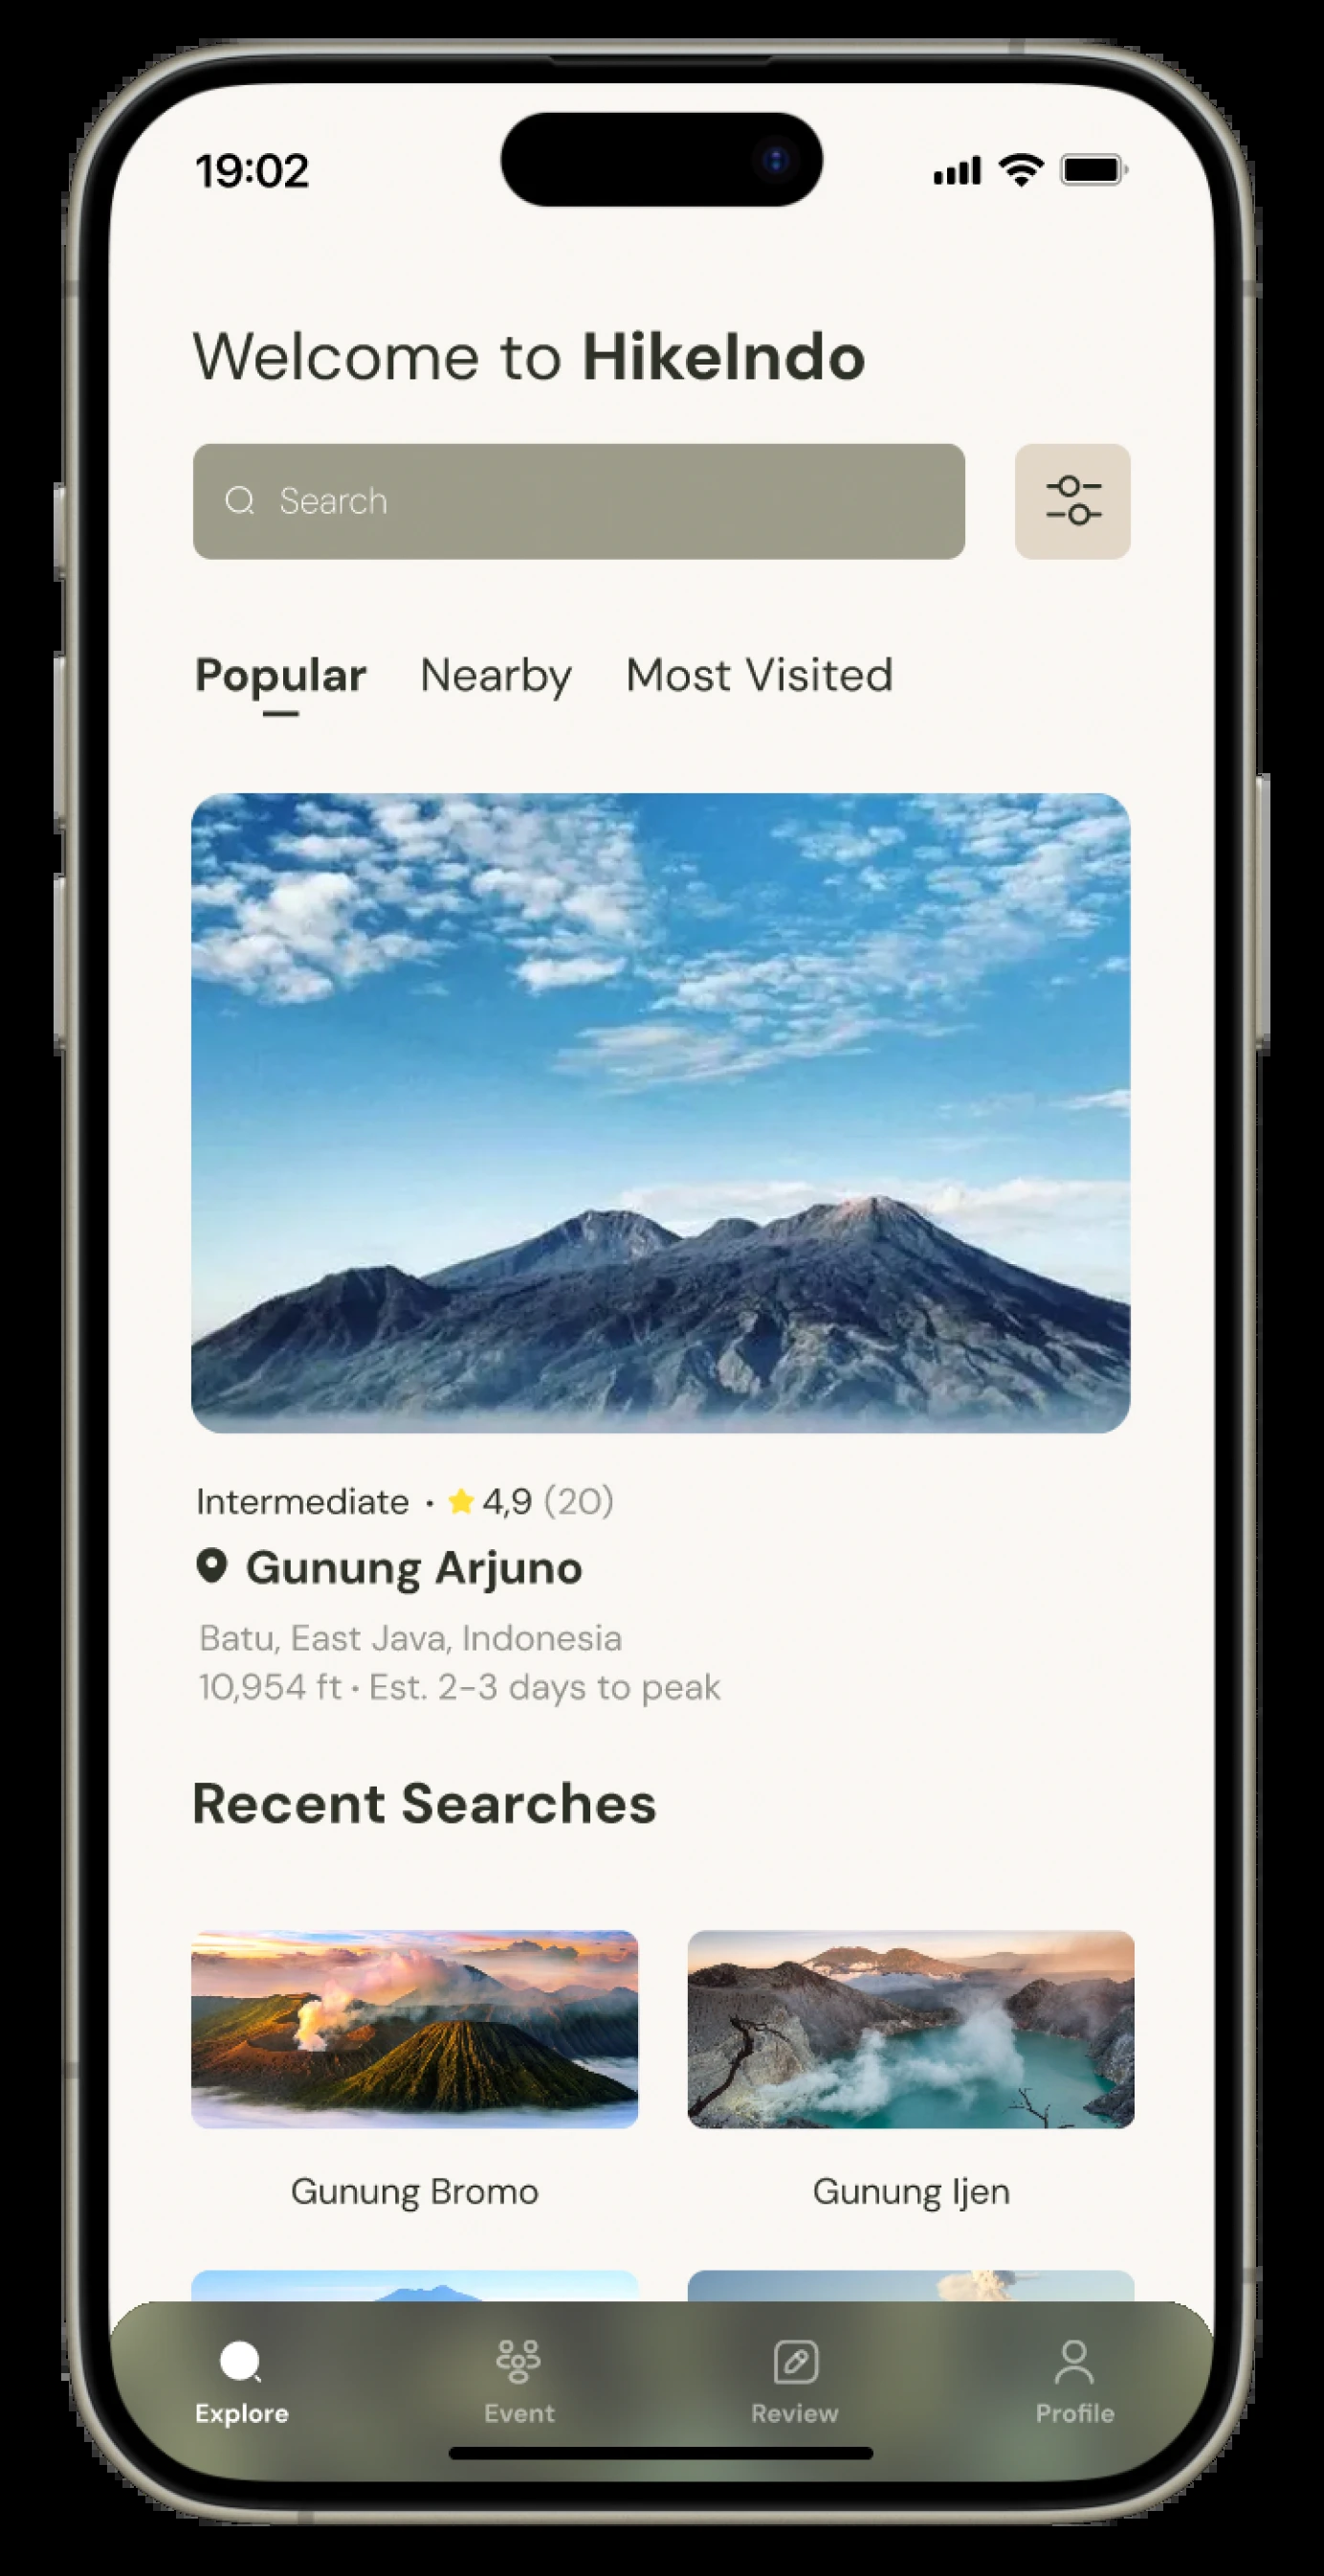 19:02
Welcome to HikeIndo
Search
Popular Nearby Most Visited
Intermediate · 4,9 (20)
Gunung Arjuno
Batu, East Java, Indonesia
10,954 ft · Est. 2-3 days to peak
Recent Searches
Gunung Bromo Gunung Ijen
Explore Event Review Profile